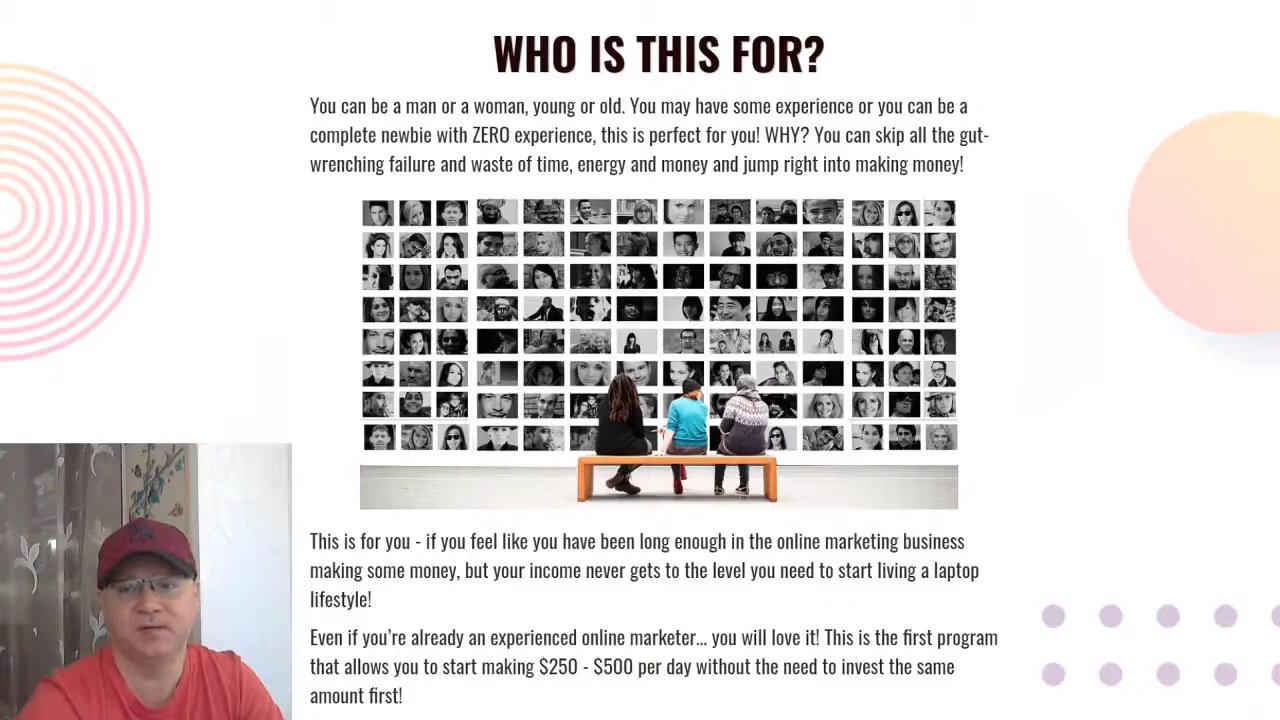 WHO IS THIS FOR?
You can be a man or a woman, young or old. You may have some experience or you can be a
complete newbie with ZERO experience, this is perfect for you! WHY? You can skip all the gut-
wrenching failure and waste of time, energy and money and jump right into making money!
This is for you - if you feel like you have been long enough in the online marketing business
making some money, but your income never gets to the level you need to start living a laptop
lifestyle!
Even if you’re already an experienced online marketer... you will love it! This is the first program
that allows you to start making $250 - $500 per day without the need to invest the same
amount first!